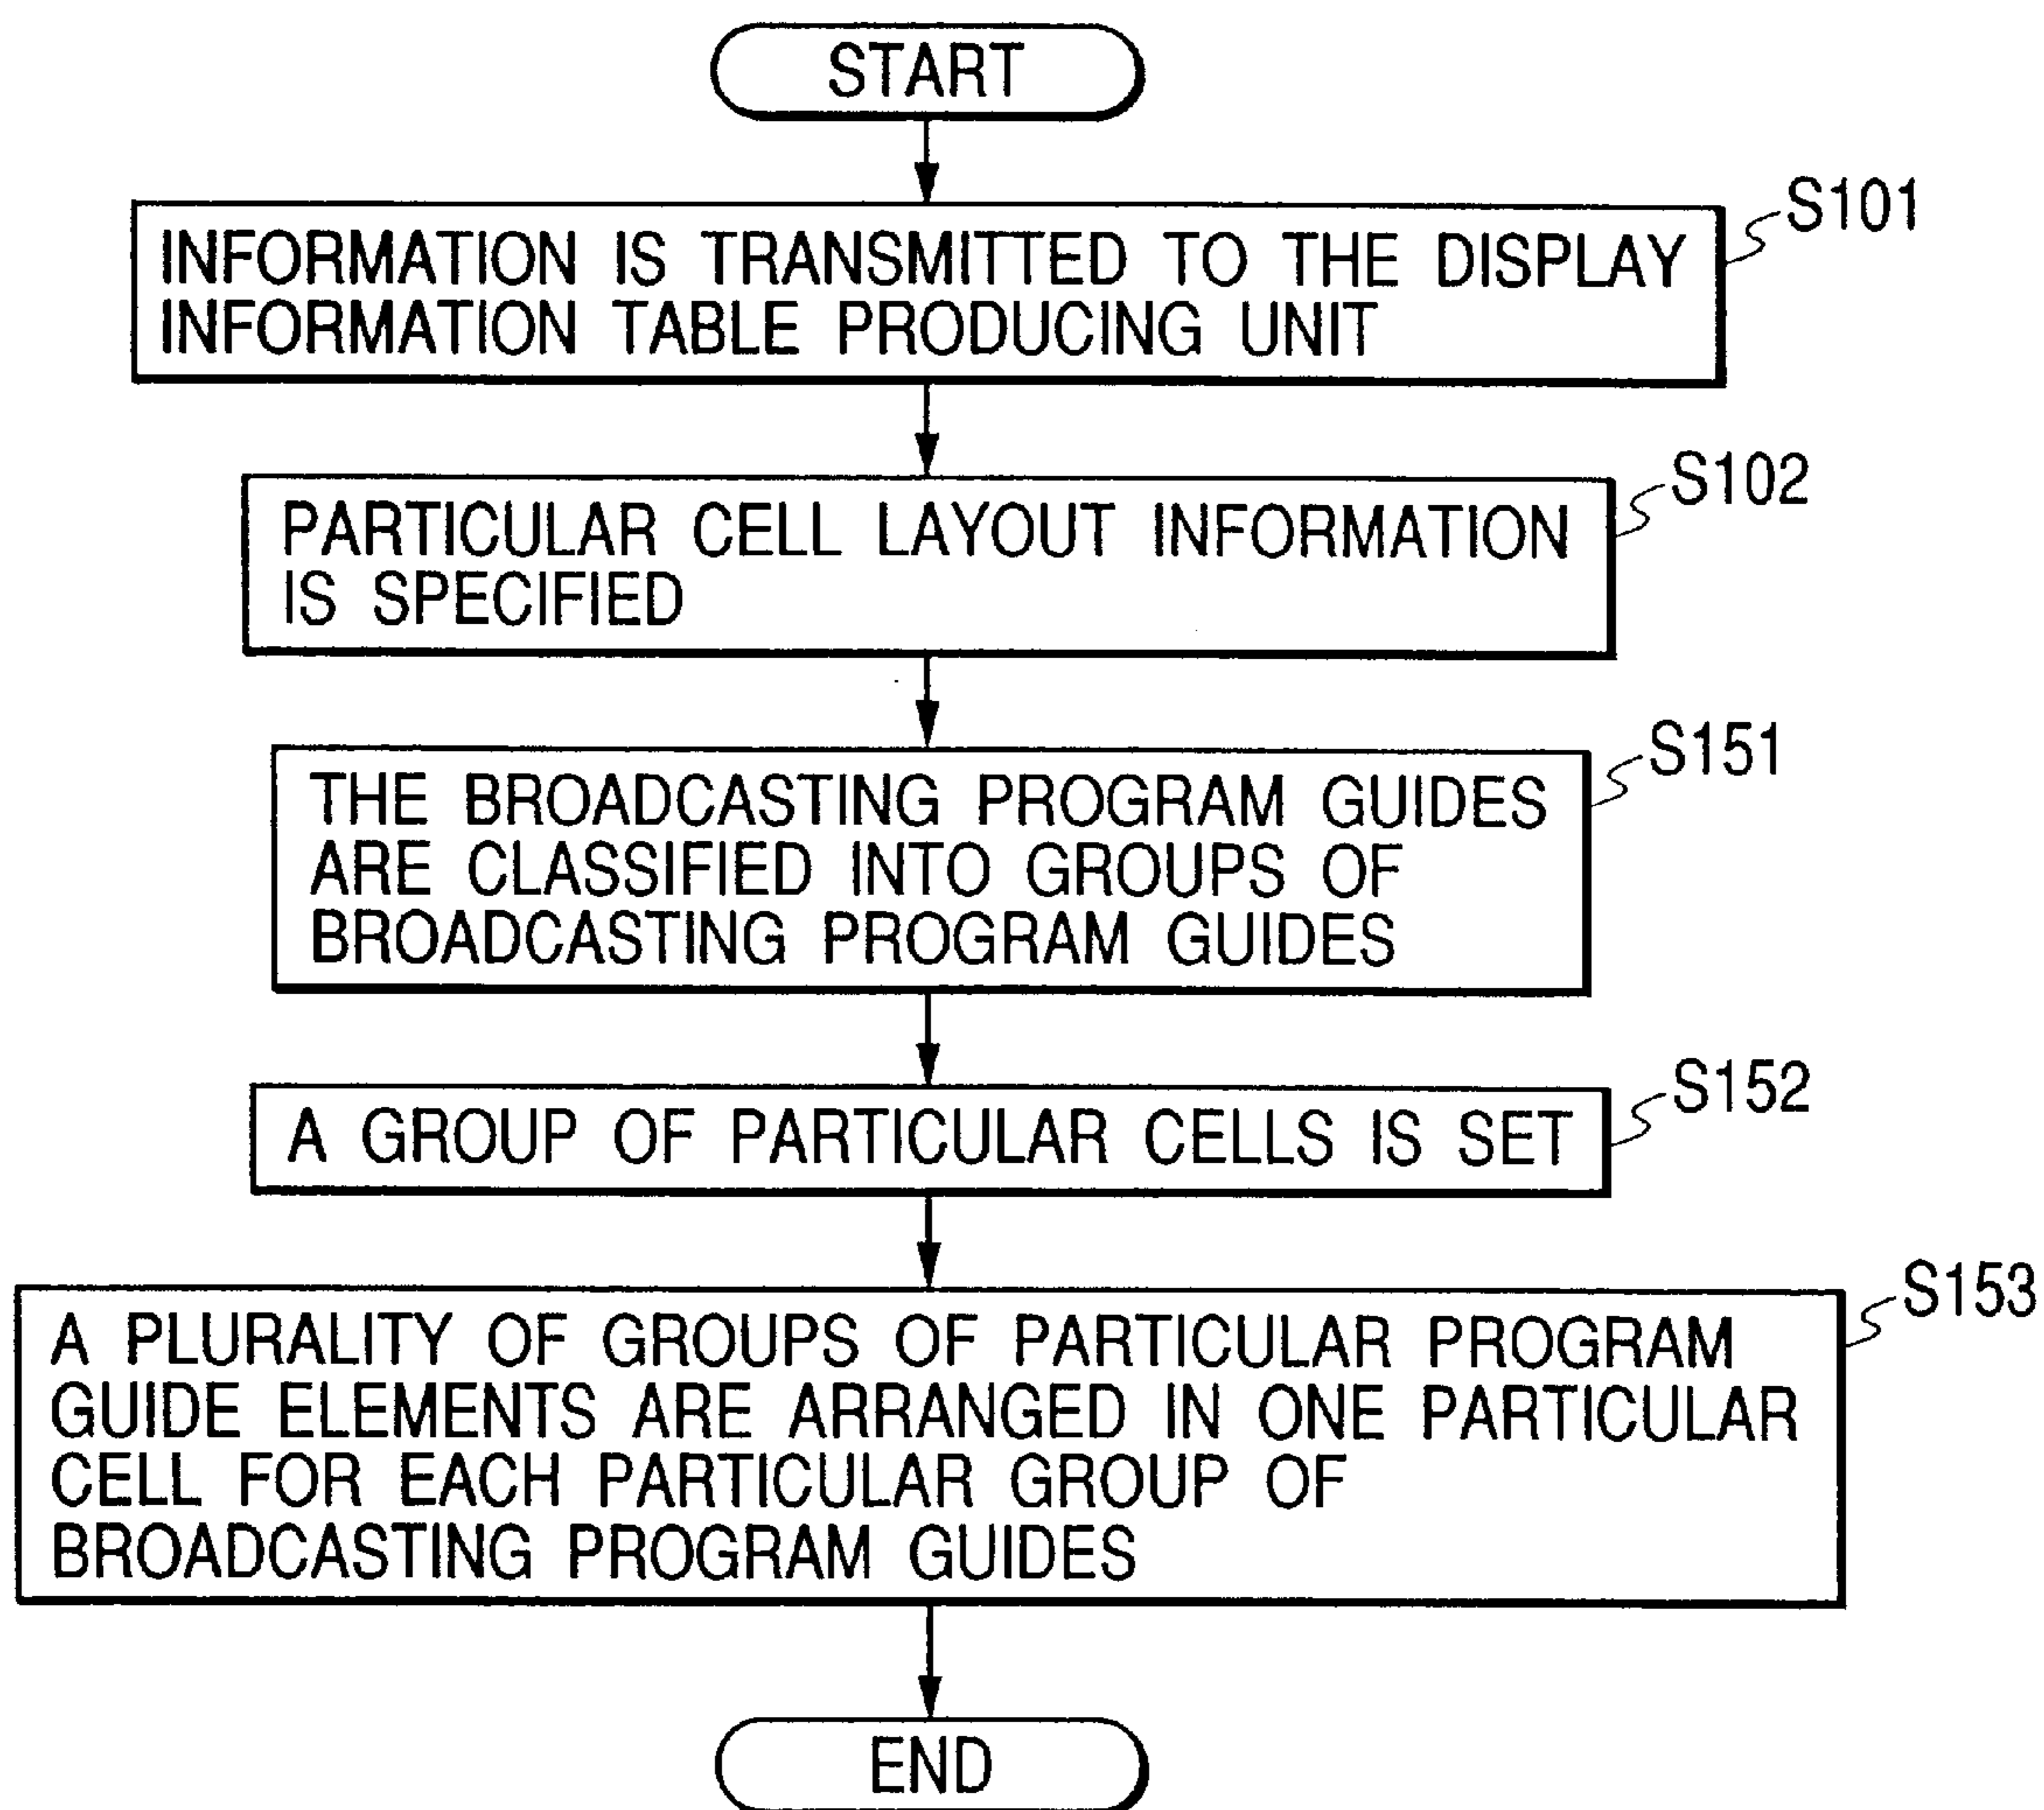 START
S101
INFORMATION IS TRANSMITTED TO THE DISPLAY
INFORMATION TABLE PRODUCING UNIT
S102
PARTICULAR CELL LAYOUT INFORMATION
IS SPECIFIED
S151
THE BROADCASTING PROGRAM GUIDES
ARE CLASSIFIED INTO GROUPS OF
BROADCASTING PROGRAM GUIDES
S152
A GROUP OF PARTICULAR CELLS IS SET
S153
A PLURALITY OF GROUPS OF PARTICULAR PROGRAM
GUIDE ELEMENTS ARE ARRANGED IN ONE PARTICULAR
CELL FOR EACH PARTICULAR GROUP OF
BROADCASTING PROGRAM GUIDES
END